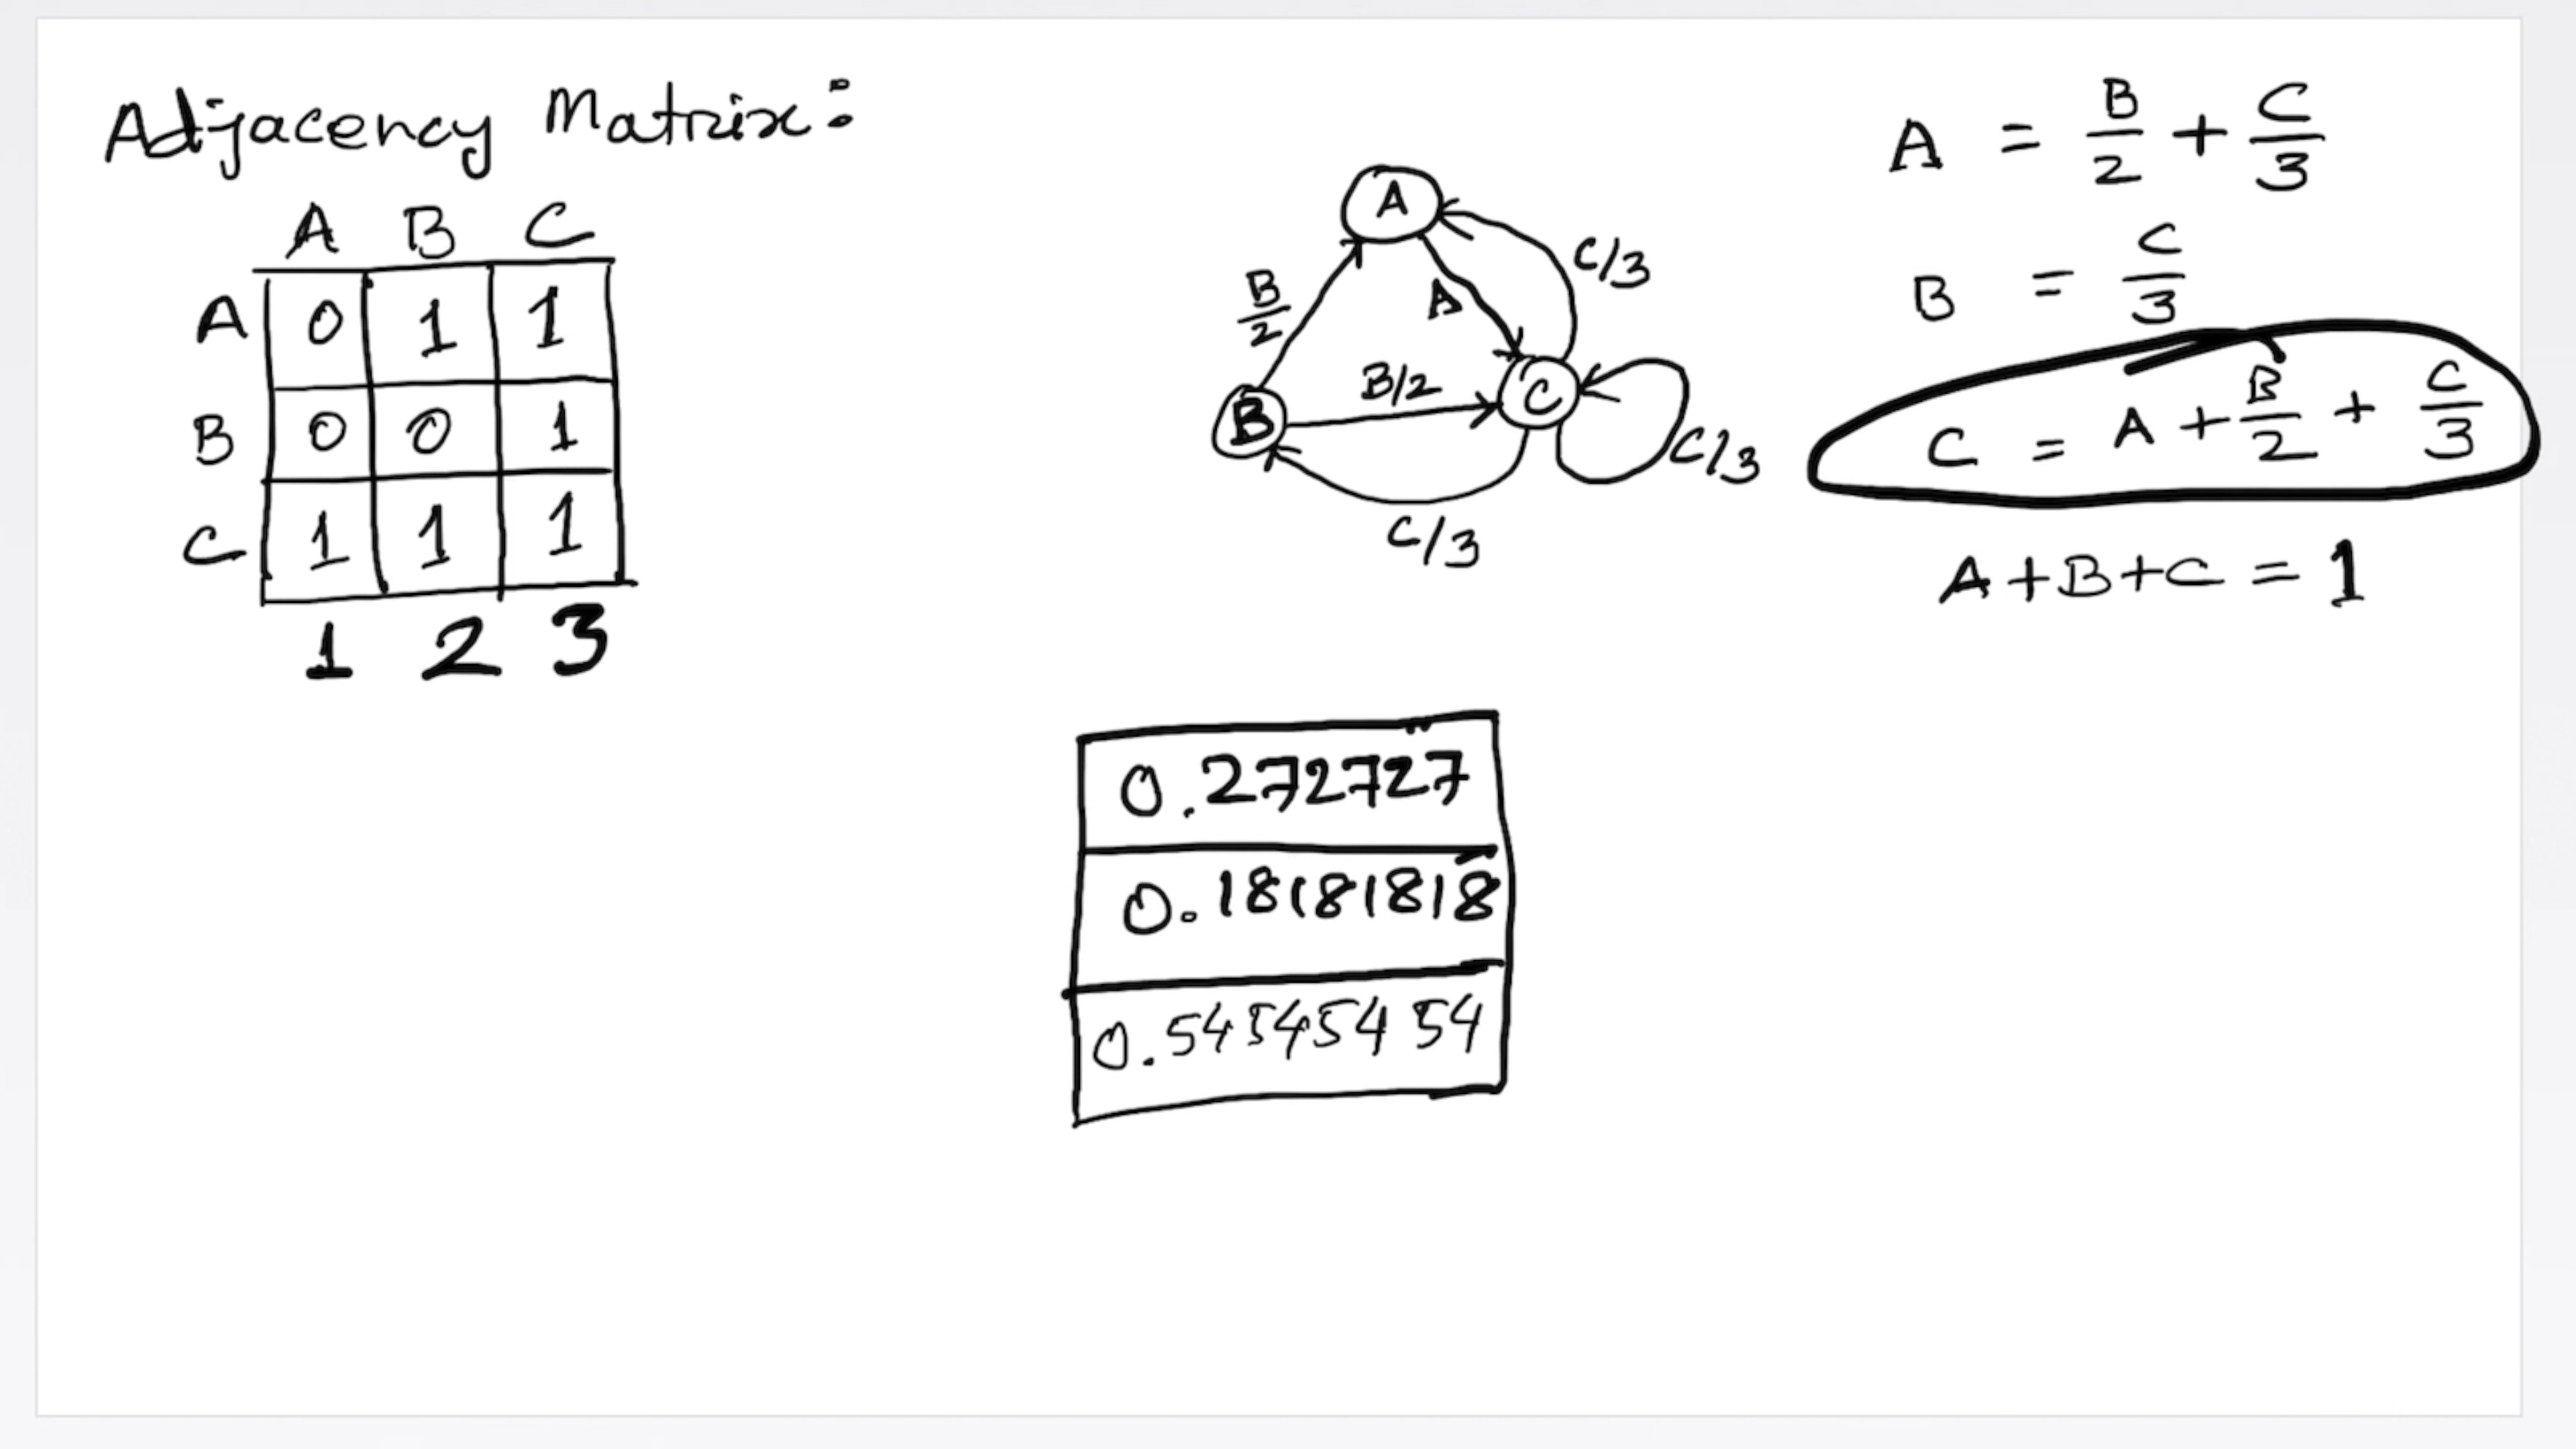 Adjacency Matrix:
A B C
A 0 1 1
B 0 0 1
C 1 1 1
1 2 3
A
B/2
A
C/3
B
B/2
C
C/3
C/3
A = B/2 + C/3
B = C/3
C = A + B/2 + C/3
A+B+C = 1
0.272727
0.18181818
0.54545454